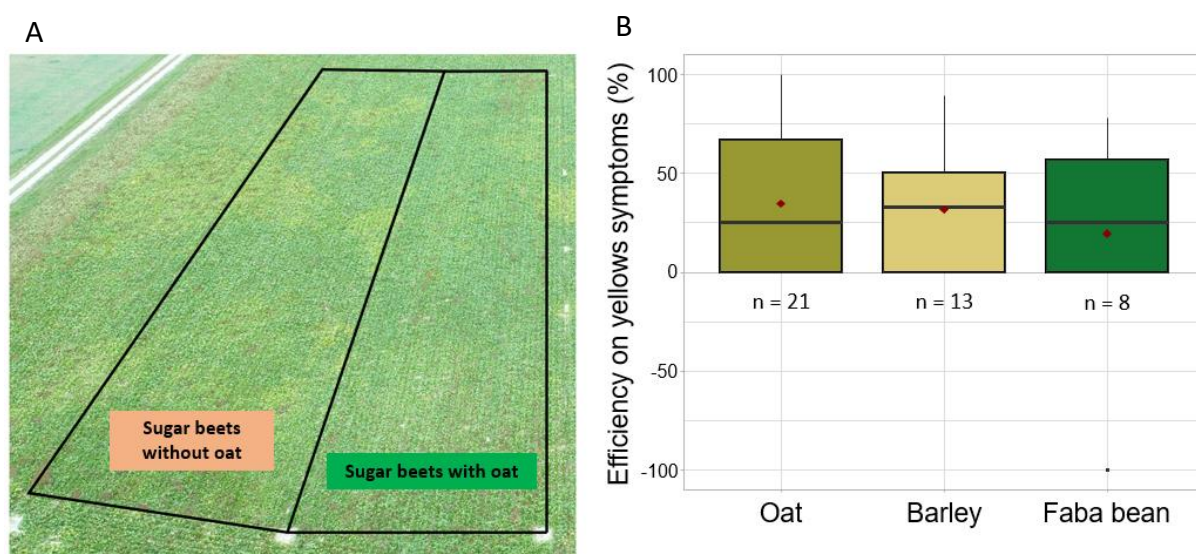 A
Sugar beets
without oat
Sugar beets with oat
B
Efficiency on yellows symptoms (%)
100
50
0
-50
-100
n = 21
n = 13
n = 8
Oat
Barley
Faba bean